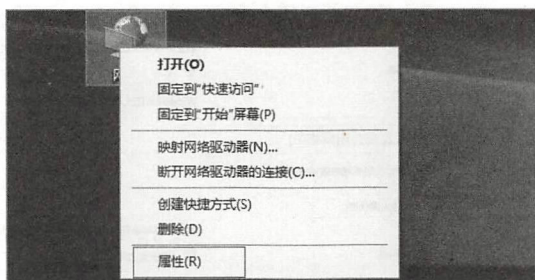 打开(O)
固定到"快速访问"
固定到"开始"屏幕(P)
映射网络驱动器(N)...
断开网络驱动器的连接(C)...
创建快捷方式(S)
删除(D)
属性(R)